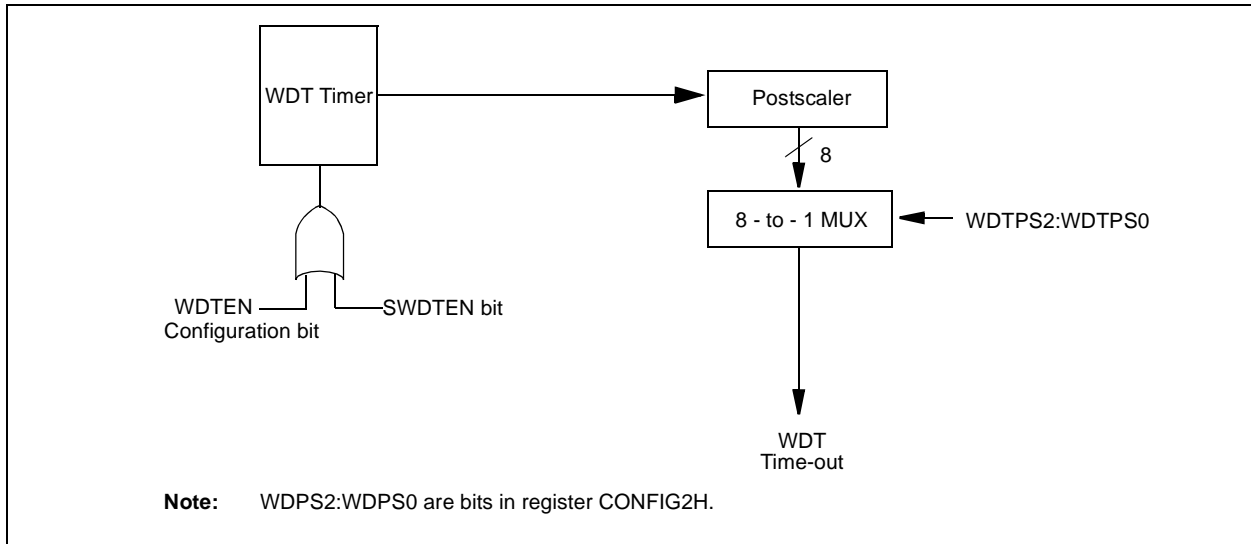 WDT Timer
Postscaler
8
8 - to - 1 MUX
WDTPS2:WDTPS0
WDTEN
Configuration bit
SWDTEN bit
WDT
Time-out
Note: WDPS2:WDPS0 are bits in register CONFIG2H.